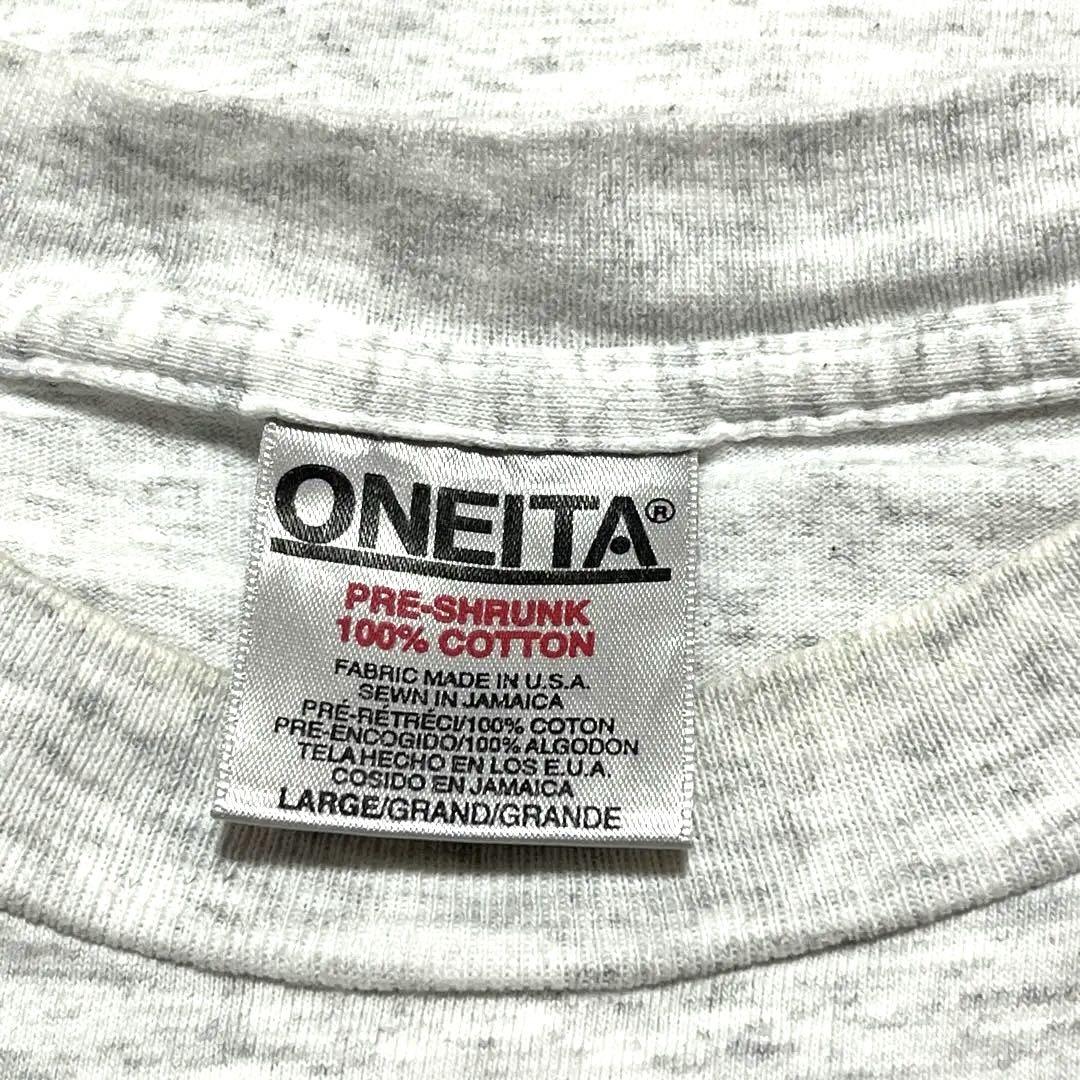 ONEITA®
PRE-SHRUNK
100% COTTON
FABRIC MADE IN U.S.A.
SEWN IN JAMAICA
PRÉ-RÉTRÉCI/100% COTON
PRE-ENCOGIDO/100% ALGODON
TELA HECHO EN LOS E.U.A.
COSIDO EN JAMAICA
LARGE/GRAND/GRANDE